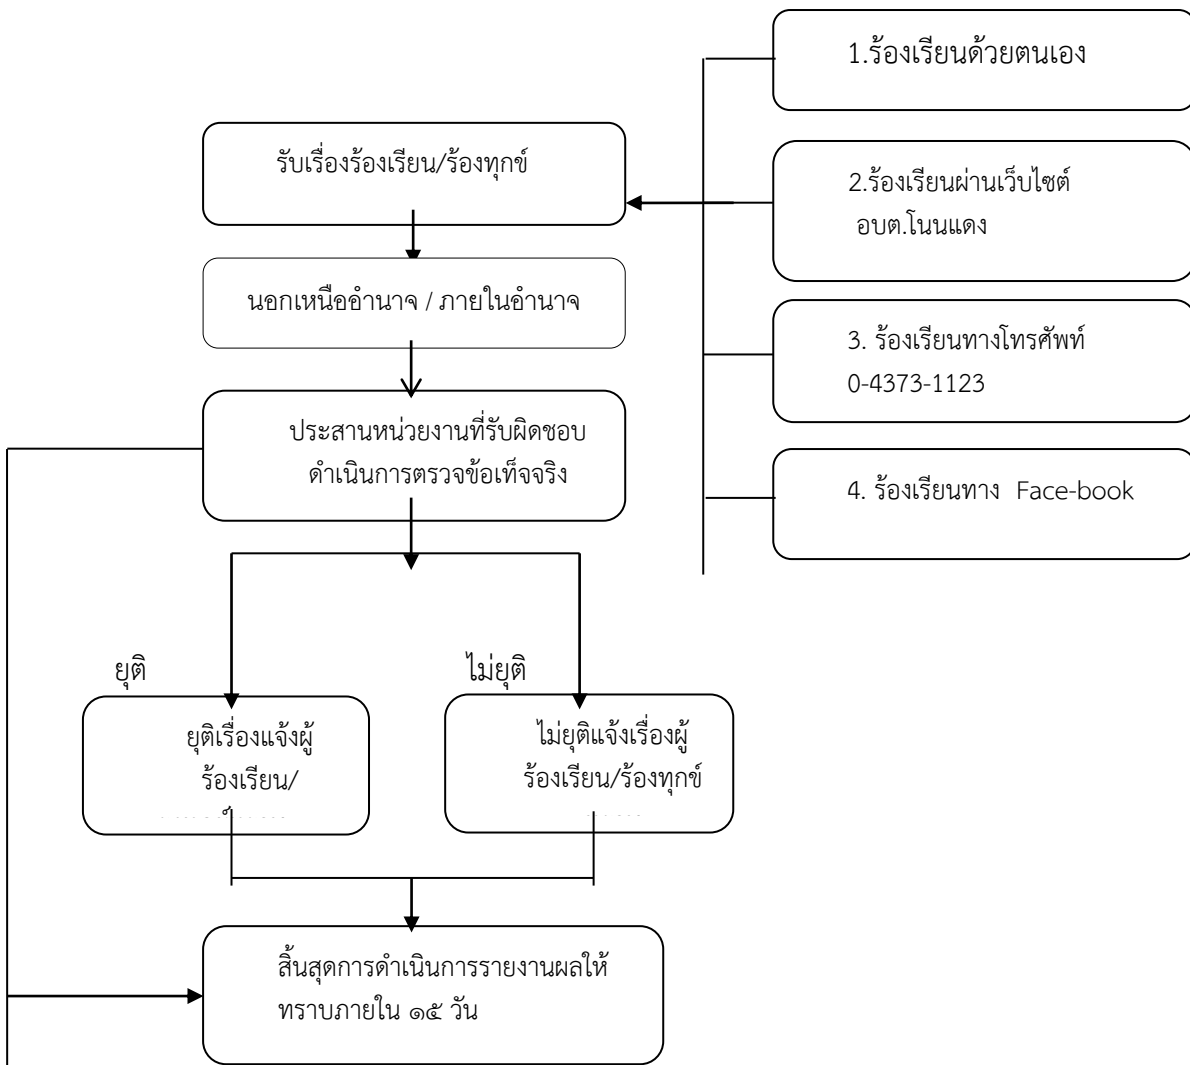 1.ร้องเรียนด้วยตนเอง
รับเรื่องร้องเรียน/ร้องทุกข์
2.ร้องเรียนผ่านเว็บไซต์
อบต.โนนแดง
นอกเหนืออำนาจ / ภายในอำนาจ
3. ร้องเรียนทางโทรศัพท์
0-4373-1123
ประสานหน่วยงานที่รับผิดชอบ
ดำเนินการตรวจข้อเท็จจริง
4. ร้องเรียนทาง Face-book
ยุติ
ไม่ยุติ
ยุติเรื่องแจ้งผู้
ร้องเรียน/
ไม่ยุติแจ้งเรื่องผู้
ร้องเรียน/ร้องทุกข์
สิ้นสุดการดำเนินการรายงานผลให้
ทราบภายใน ๑๕ วัน